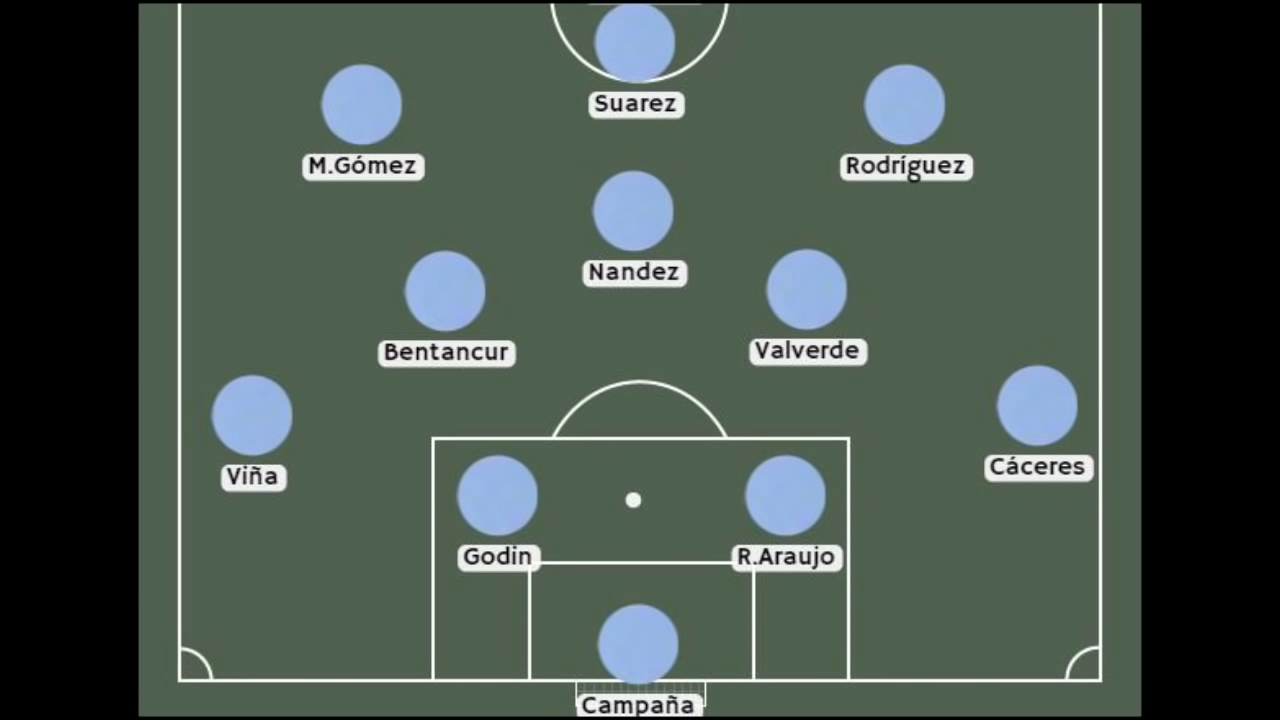 Suarez
M.Gómez
Rodríguez
Nandez
Bentancur
Valverde
Viña
Cáceres
Godin
R.Araujo
Campaña